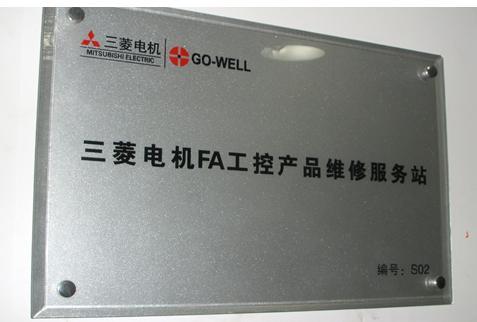 三菱电机 GO-WELL
MITSUBISHI ELECTRIC
三菱电机FA工控产品维修服务站
编号：S02